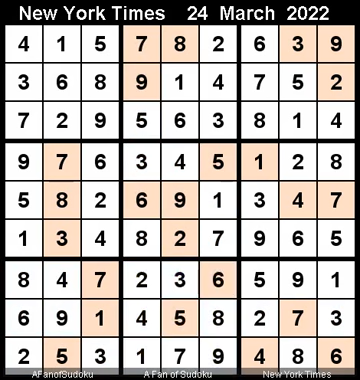 New York Times 24 March 2022
4 1 5 7 8 2 6 3 9
3 6 8 9 1 4 7 5 2
7 2 9 5 6 3 8 1 4
9 7 6 3 4 5 1 2 8
5 8 2 6 9 1 3 4 7
1 3 4 8 2 7 9 6 5
8 4 7 2 3 6 5 9 1
6 9 1 4 5 8 2 7 3
2 5 3 1 7 9 4 8 6
AFanofSudoku A Fan of Sudoku New York Times